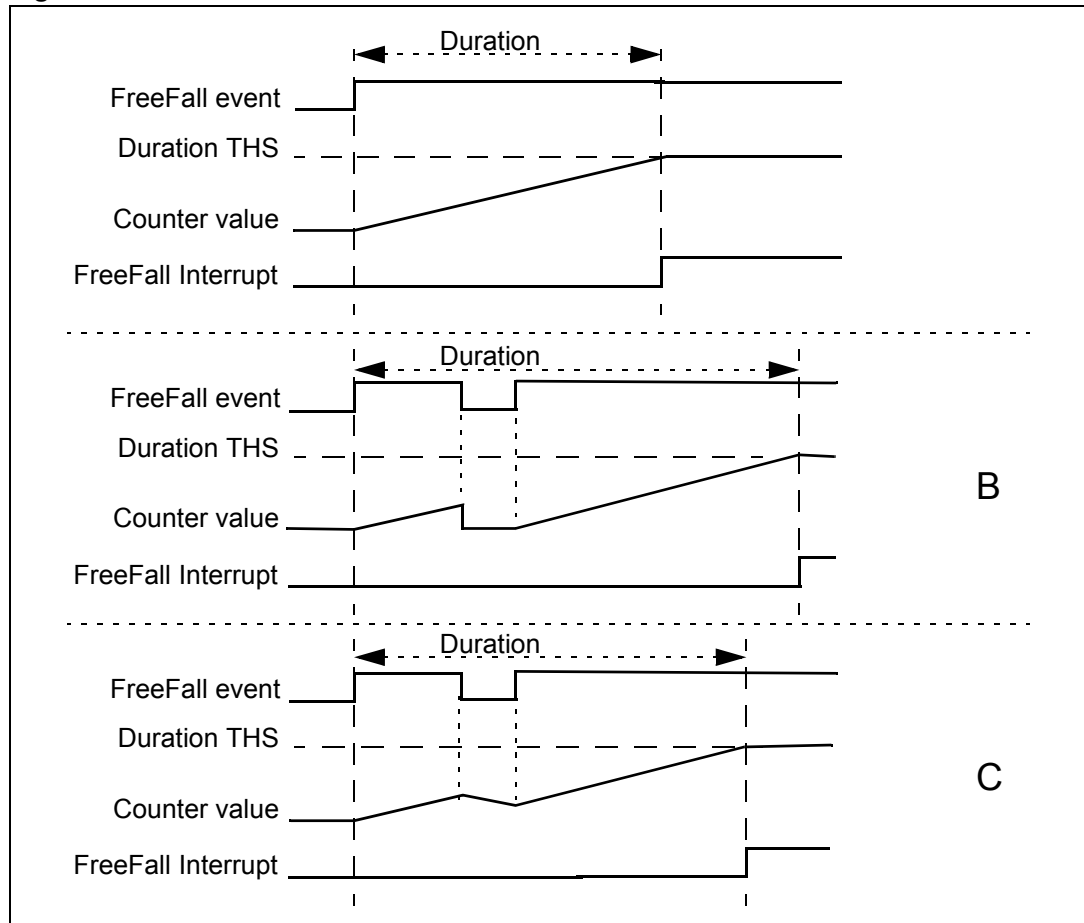 Duration
FreeFall event
Duration THS
Counter value
FreeFall Interrupt
Duration
FreeFall event
Duration THS
B
Counter value
FreeFall Interrupt
Duration
FreeFall event
Duration THS
C
Counter value
FreeFall Interrupt